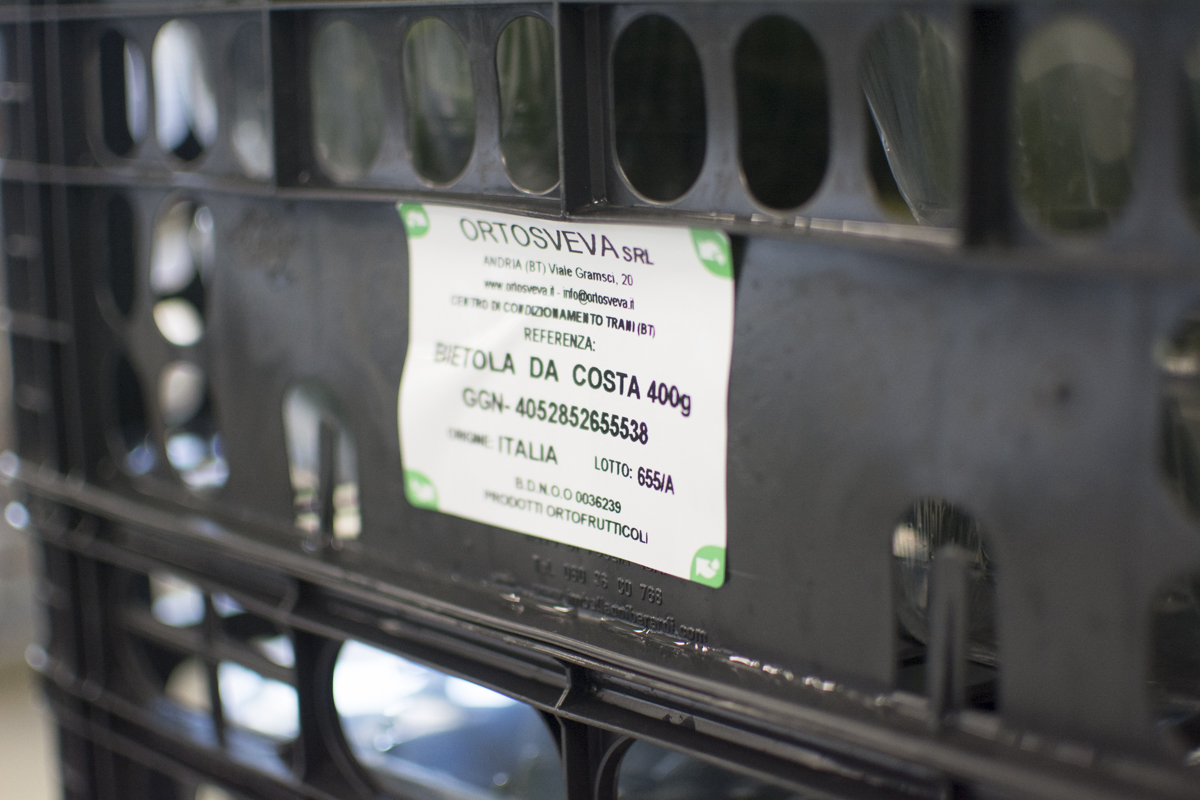 ORTOSVEVA SRL
ANDRIA (BT) Viale Gramsci, 20
www.ortosveva.it - info@ortosveva.it
CENTRO DI CONDIZIONAMENTO TRANI (BT)
REFERENZA:
BIETOLA DA COSTA 400g
GGN- 4052852655538
ORIGINE: ITALIA LOTTO: 655/A
B.D.N.O.O 0036239
PRODOTTI ORTOFRUTTICOLI